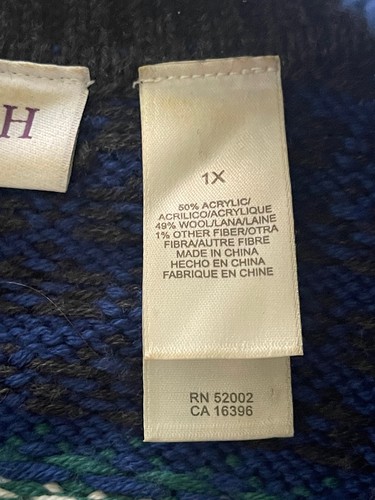 H
1X
50% ACRYLIC/
ACRILICO/ACRYLIQUE
49% WOOL/LANA/LAINE
1% OTHER FIBER/OTRA
FIBRA/AUTRE FIBRE
MADE IN CHINA
HECHO EN CHINA
FABRIQUE EN CHINE
RN 52002
CA 16396